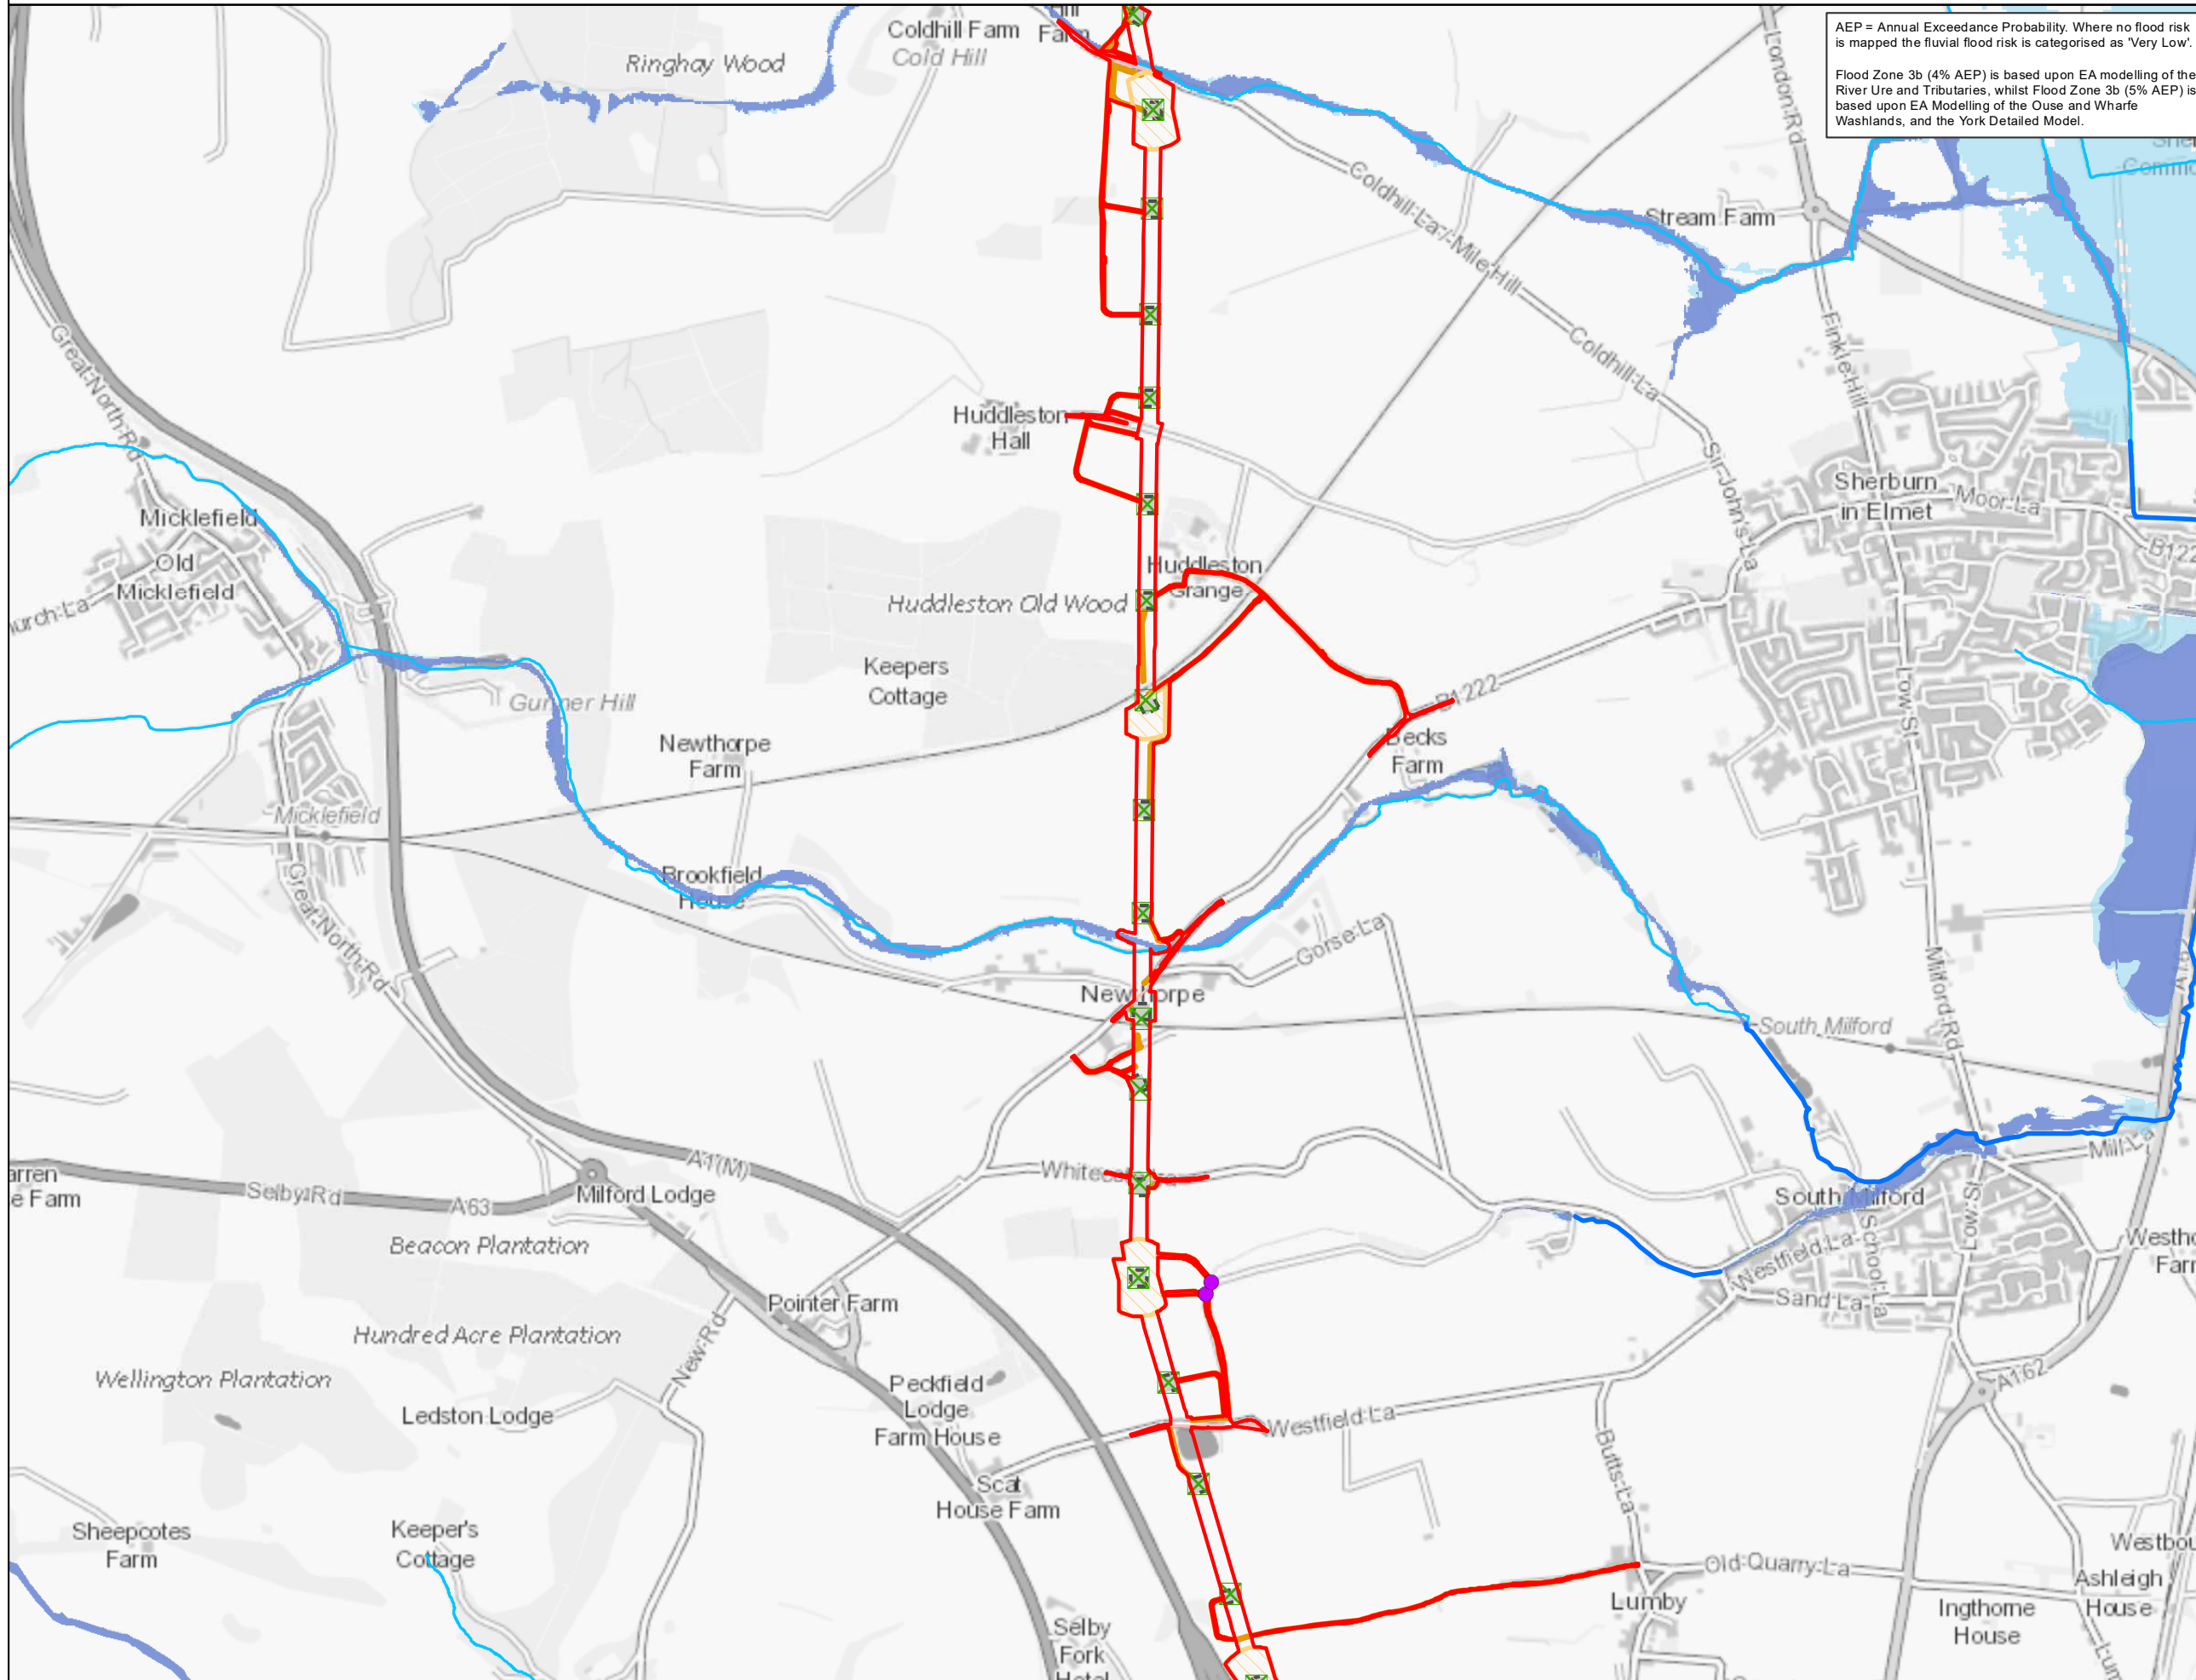 AEP = Annual Exceedance Probability. Where no flood risk
is mapped the fluvial flood risk is categorised as 'Very Low'.
Flood Zone 3b (4% AEP) is based upon EA modelling of the
River Ure and Tributaries, whilst Flood Zone 3b (5% AEP) is
based upon EA Modelling of the Ouse and Wharfe
Washlands, and the York Detailed Model.
Coldhill Farm
Cold Hill
Farm
Ringhay Wood
London Rd
Coldhill La / Mile Hill
Stream Farm
Finkle Hill
Coldhill La
Great North Rd
Huddleston
Hall
Sir John's La
Sherburn
in Elmet
Moor La
Micklefield
Old
Micklefield
Huddleston
Grange
Huddleston Old Wood
Keepers
Cottage
Gunner Hill
Newthorpe
Farm
B1222
Becks
Farm
Low St
Micklefield
Brookfield
House
Great North Rd
Gorse La
Newthorpe
Milford Rd
South Milford
A1(M)
Selby Rd
A63
Milford Lodge
Beacon Plantation
South Milford
Mill La
Low St
School La
Westfield La
Sand La
Pointer Farm
Hundred Acre Plantation
New Rd
Wellington Plantation
Ledston Lodge
Peckfield
Lodge
Farm House
Westfield La
A162
Butts La
Scat
House Farm
Sheepcotes
Farm
Keeper's
Cottage
Old Quarry La
Lumby
Ashleigh
House
Ingthorne
House
Selby
Fork
Hotel